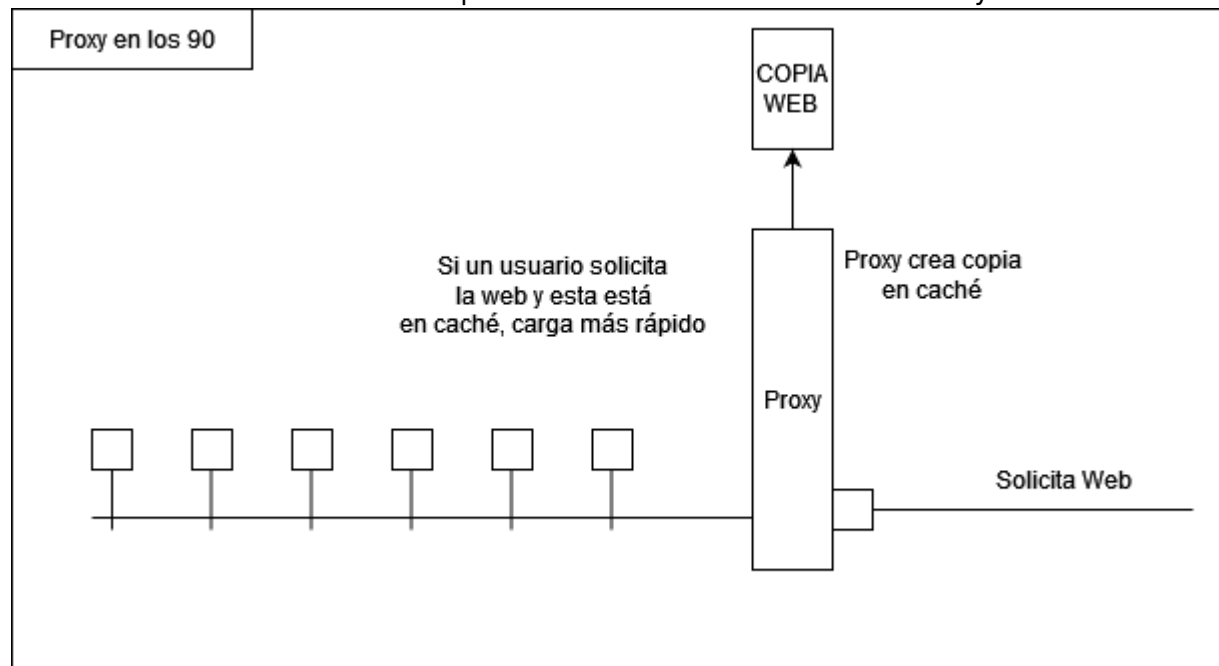 Proxy en los 90
COPIA
WEB
Si un usuario solicita
la web y esta está
en caché, carga más rápido
Proxy crea copia
en caché
Proxy
Solicita Web